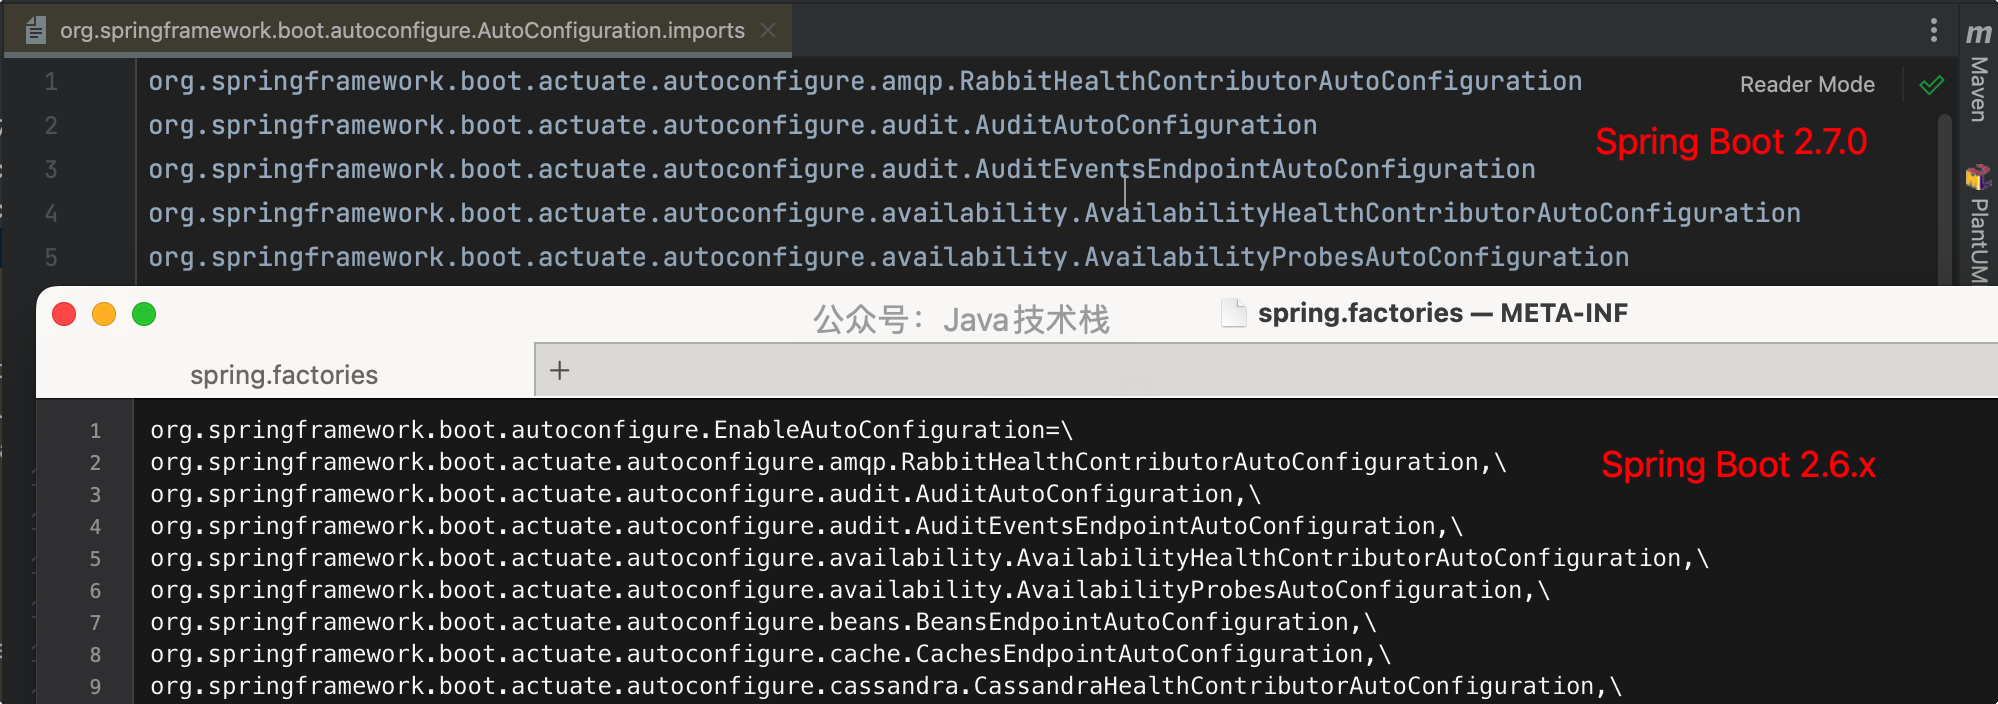 org.springframework.boot.autoconfigure.AutoConfiguration.imports
Maven
PlantUM
Reader Mode
Spring Boot 2.7.0
1 org.springframework.boot.actuate.autoconfigure.amqp.RabbitHealthContributorAutoConfiguration
2 org.springframework.boot.actuate.autoconfigure.audit.AuditAutoConfiguration
3 org.springframework.boot.actuate.autoconfigure.audit.AuditEventsEndpointAutoConfiguration
4 org.springframework.boot.actuate.autoconfigure.availability.AvailabilityHealthContributorAutoConfiguration
5 org.springframework.boot.actuate.autoconfigure.availability.AvailabilityProbesAutoConfiguration
公众号：Java技术栈
spring.factories — META-INF
spring.factories
+
Spring Boot 2.6.x
1 org.springframework.boot.autoconfigure.EnableAutoConfiguration=\
2 org.springframework.boot.actuate.autoconfigure.amqp.RabbitHealthContributorAutoConfiguration,\
3 org.springframework.boot.actuate.autoconfigure.audit.AuditAutoConfiguration,\
4 org.springframework.boot.actuate.autoconfigure.audit.AuditEventsEndpointAutoConfiguration,\
5 org.springframework.boot.actuate.autoconfigure.availability.AvailabilityHealthContributorAutoConfiguration,\
6 org.springframework.boot.actuate.autoconfigure.availability.AvailabilityProbesAutoConfiguration,\
7 org.springframework.boot.actuate.autoconfigure.beans.BeansEndpointAutoConfiguration,\
8 org.springframework.boot.actuate.autoconfigure.cache.CachesEndpointAutoConfiguration,\
9 org.springframework.boot.actuate.autoconfigure.cassandra.CassandraHealthContributorAutoConfiguration,\